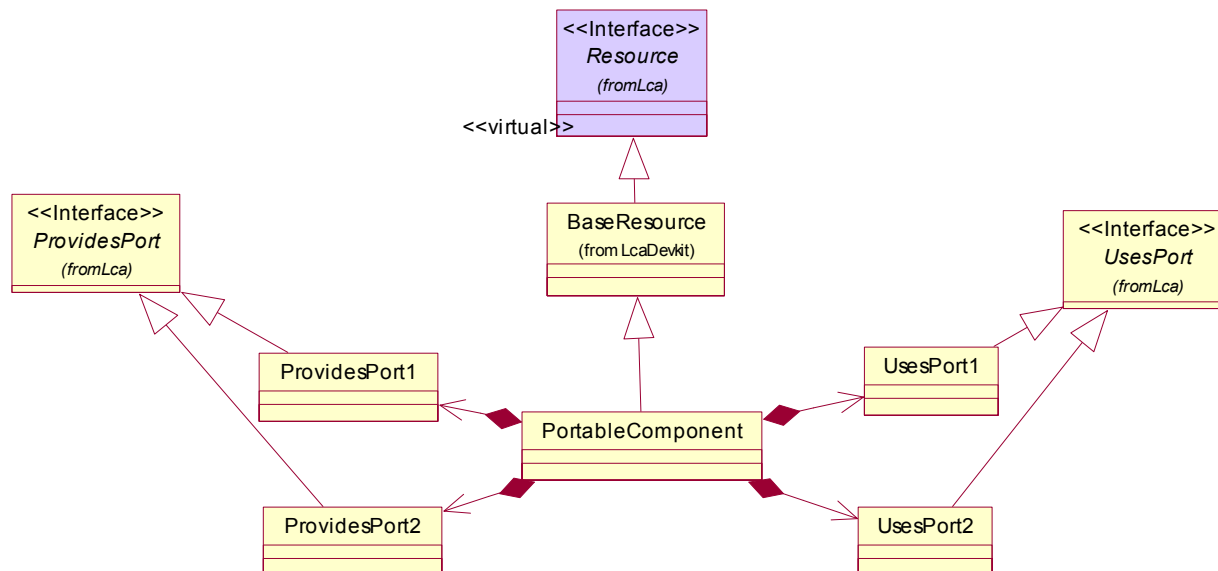 <<Interface>>
Resource
(fromLca)
<<virtual>>
<<Interface>>
ProvidesPort
(fromLca)
BaseResource
(from LcaDevkit)
<<Interface>>
UsesPort
(fromLca)
ProvidesPort1
UsesPort1
PortableComponent
ProvidesPort2
UsesPort2